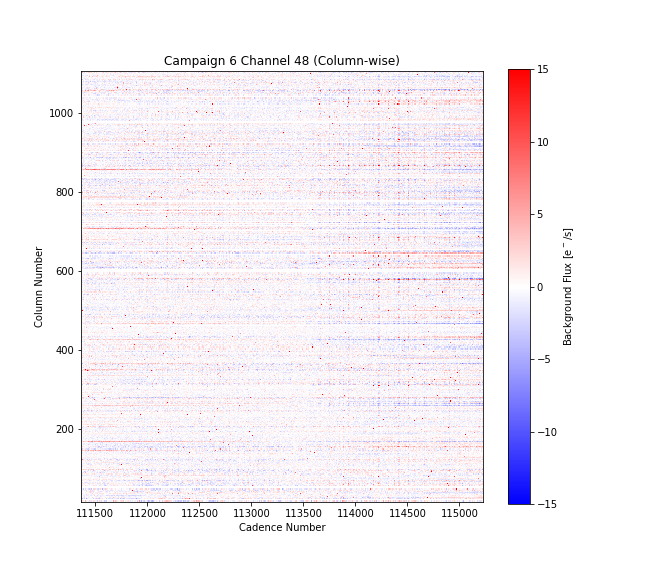 Campaign 6 Channel 48 (Column-wise)
1000
800
600
400
200
Column Number
111500 112000 112500 113000 113500 114000 114500 115000
Cadence Number
15
10
5
0
−5
−10
−15
Background Flux [e⁻/s]